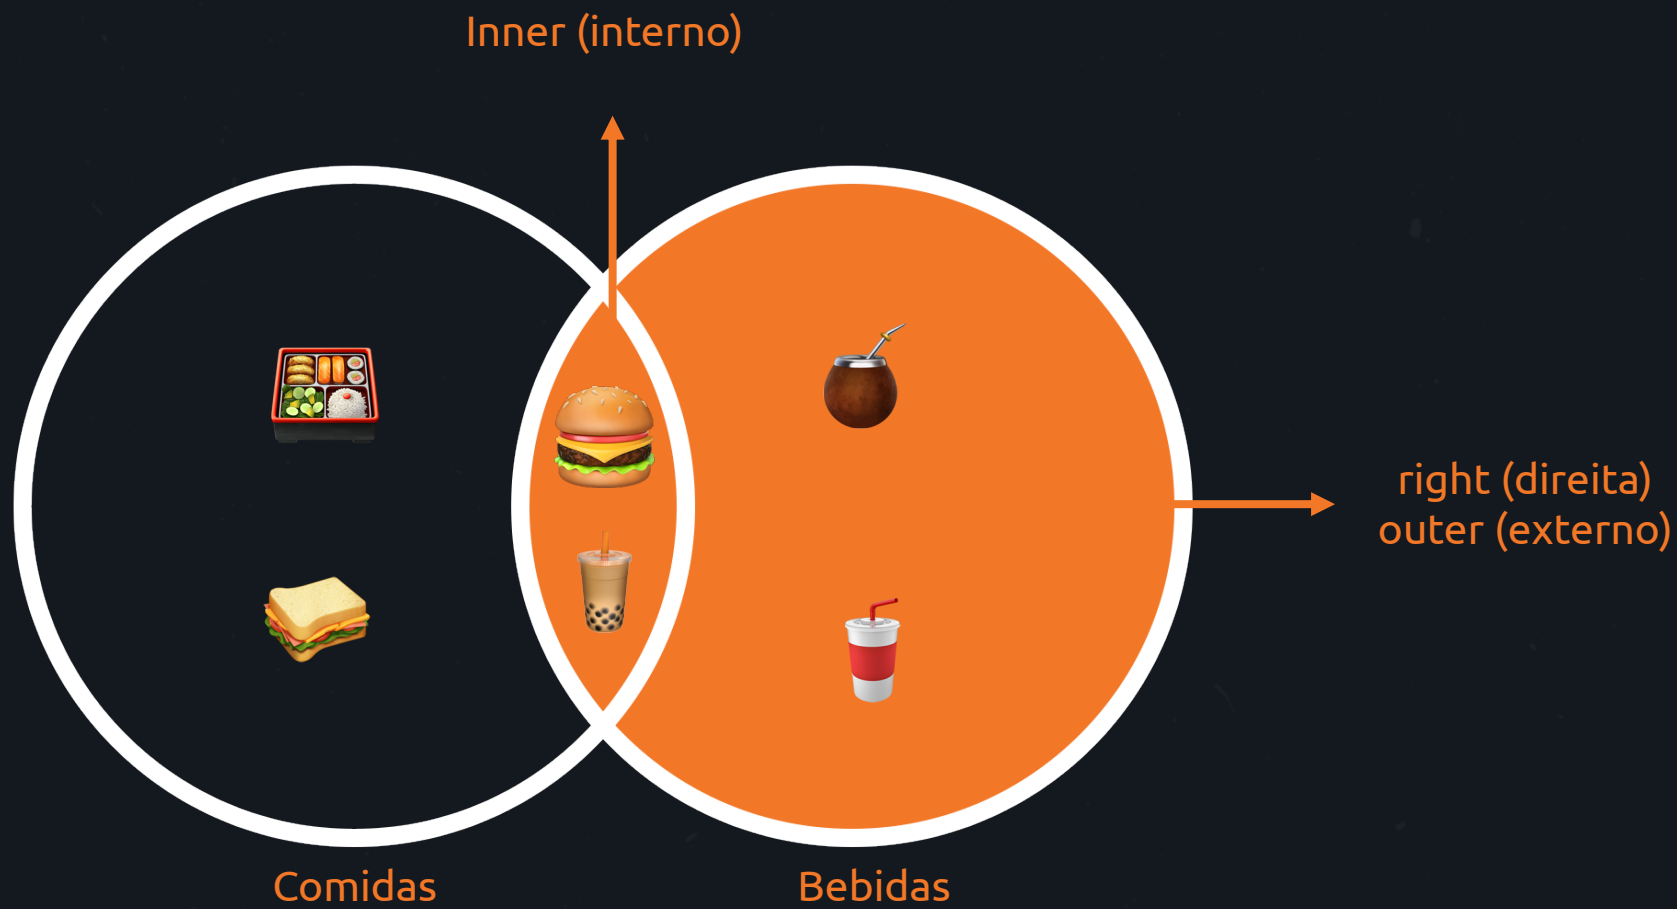 Inner (interno)
right (direita)
outer (externo)
Comidas
Bebidas